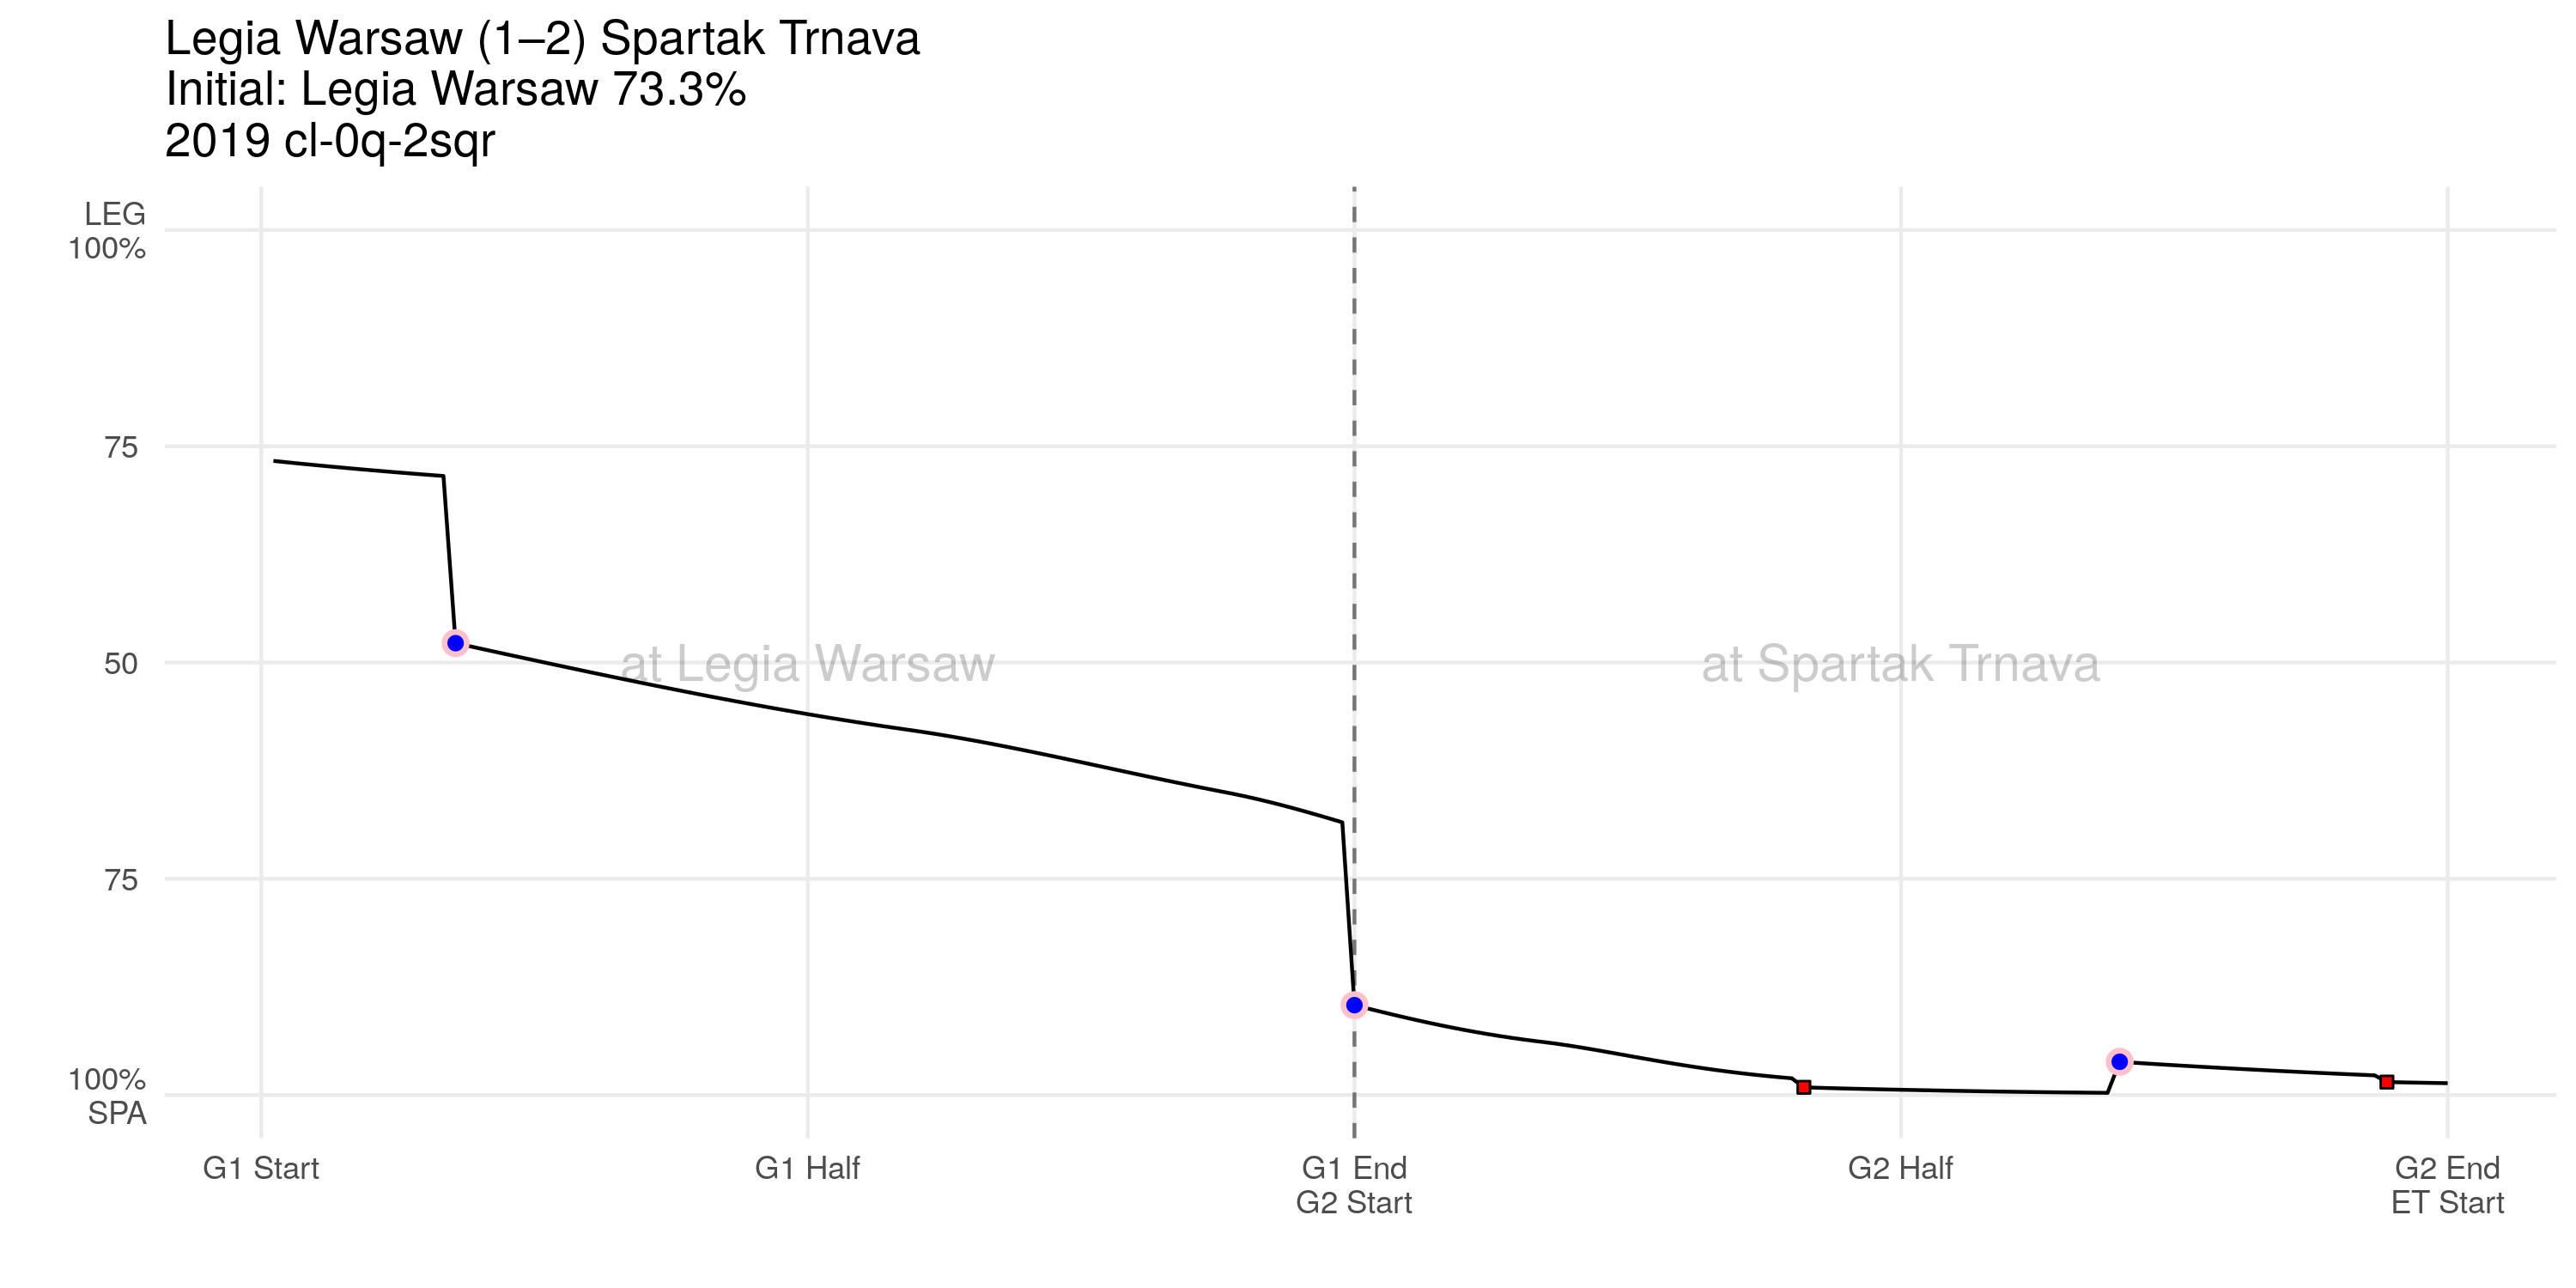 Legia Warsaw (1–2) Spartak Trnava
Initial: Legia Warsaw 73.3%
2019 cl-0q-2sqr
LEG
100%
75
50
75
100%
SPA
at Legia Warsaw
at Spartak Trnava
G1 Start
G1 Half
G1 End
G2 Start
G2 Half
G2 End
ET Start